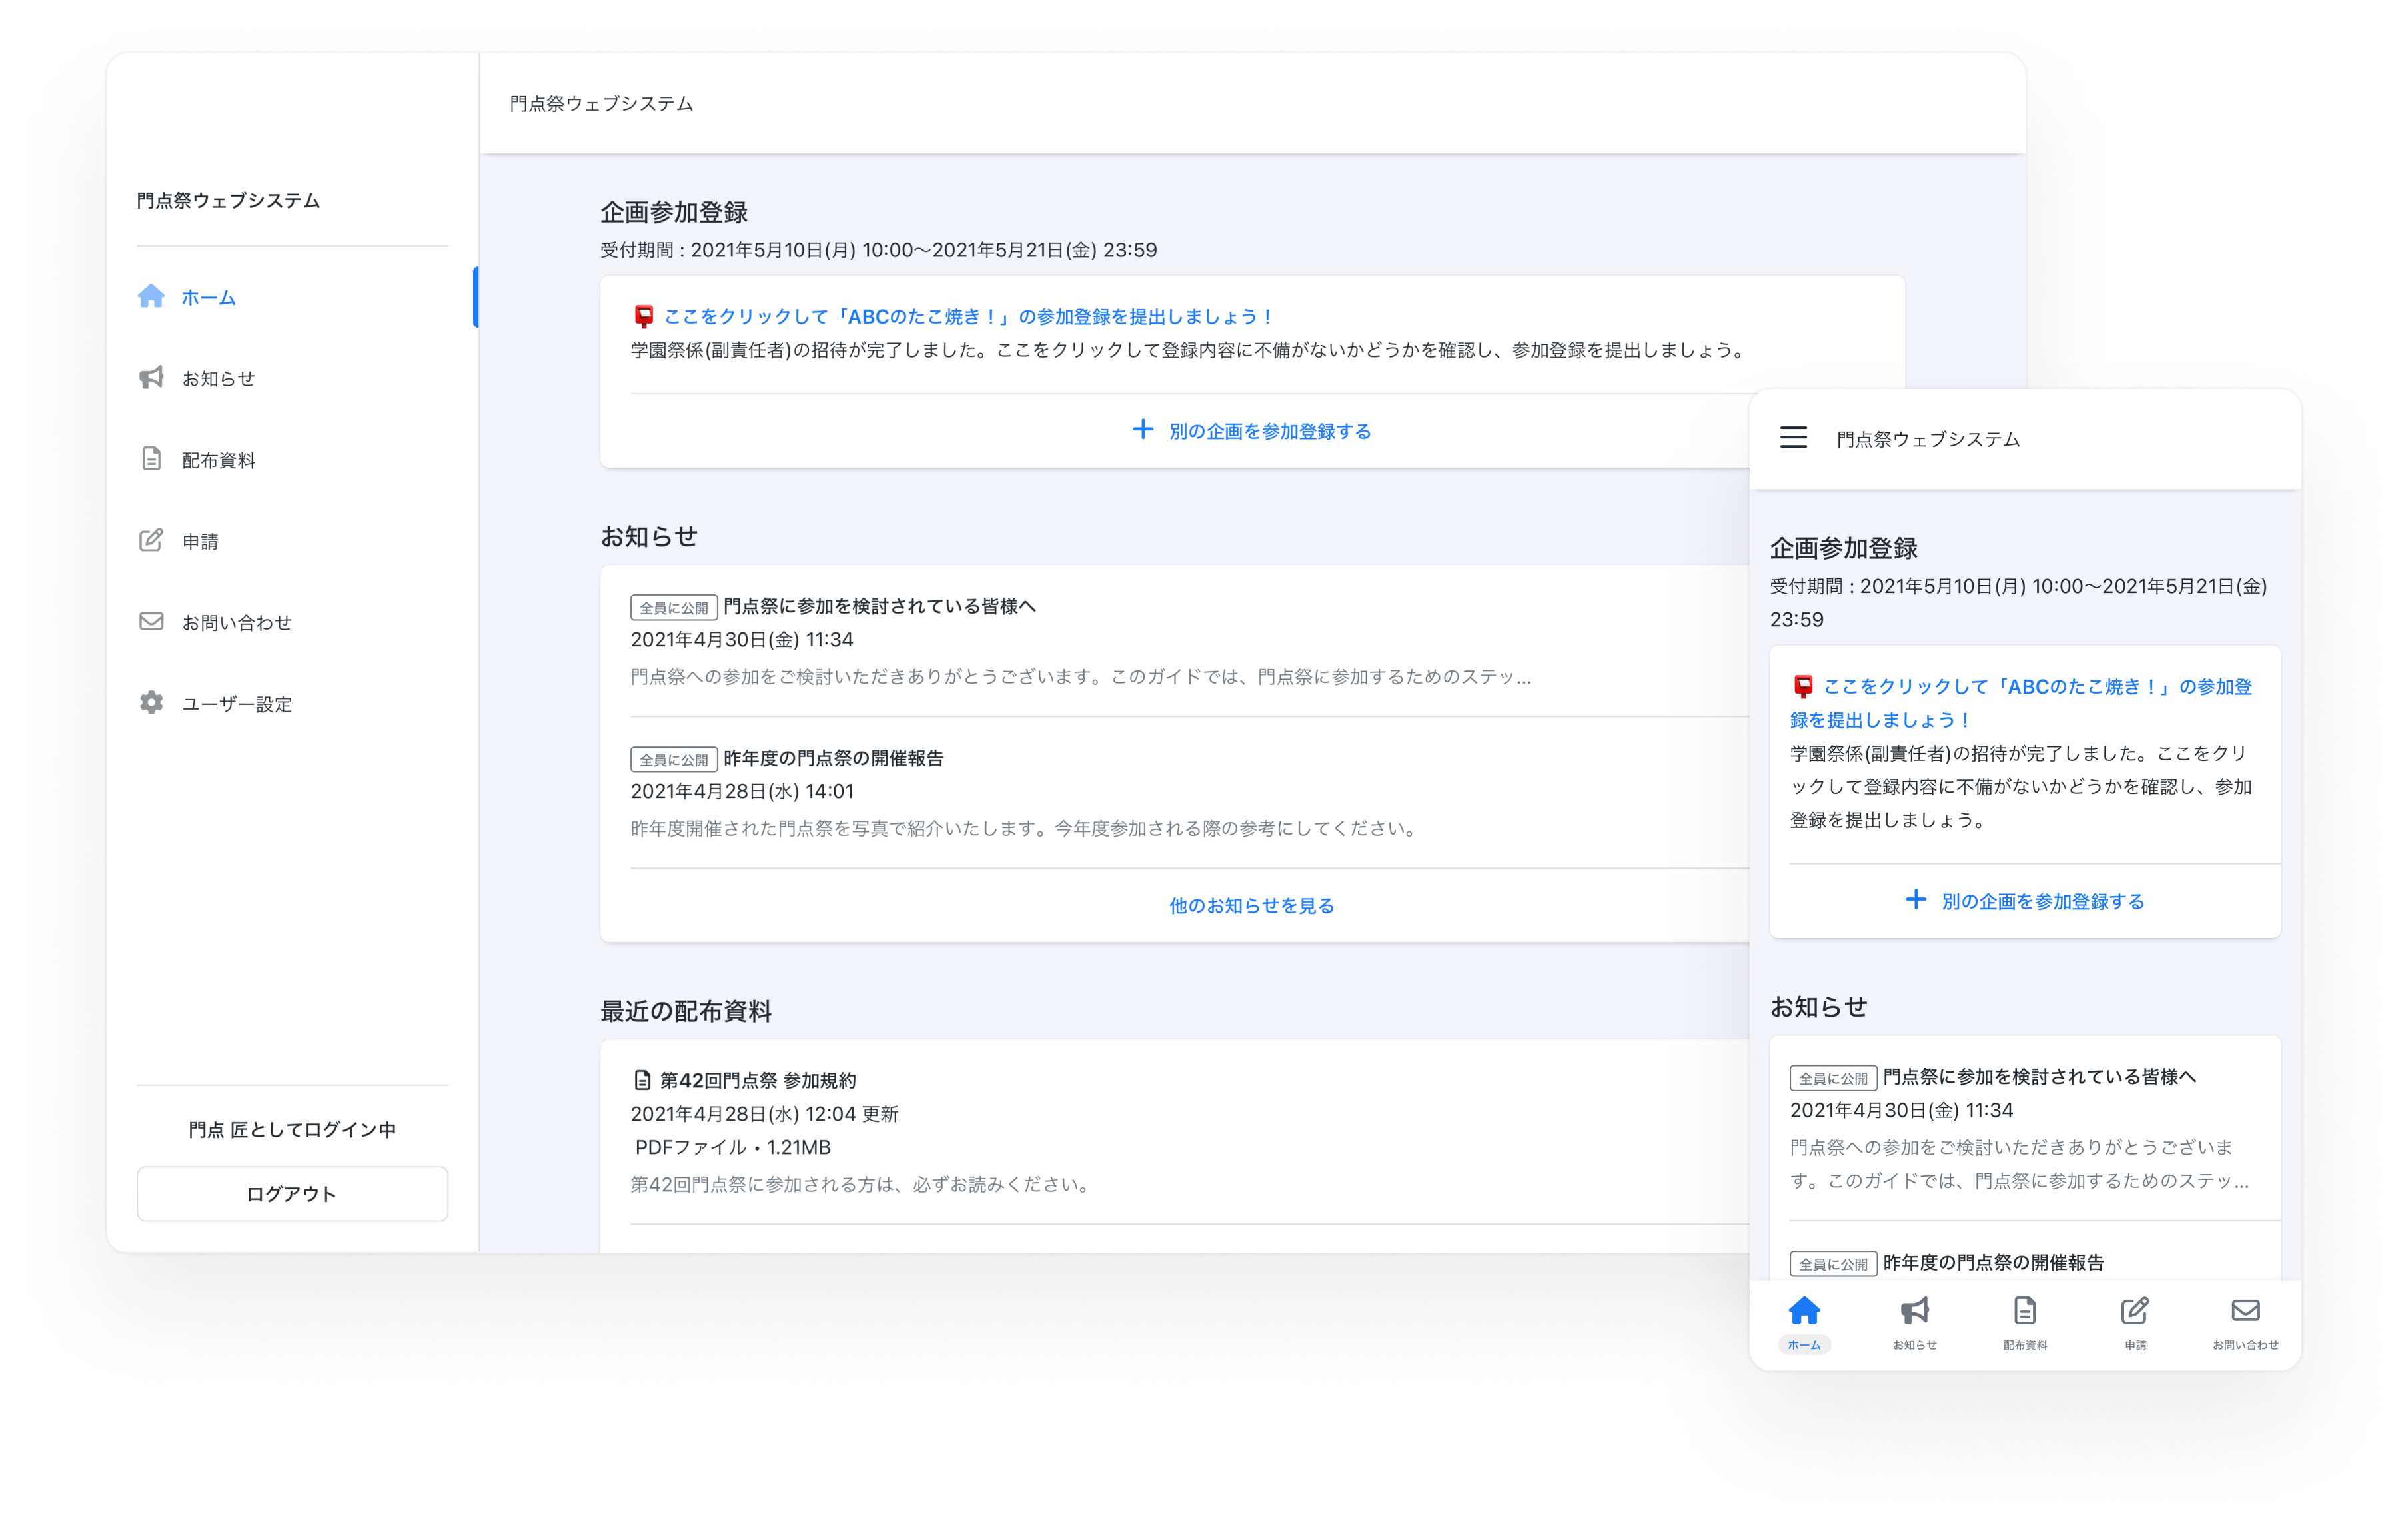 門点祭ウェブシステム
ホーム
お知らせ
配布資料
申請
お問い合わせ
ユーザー設定
門点 匠としてログイン中
ログアウト
門点祭ウェブシステム
企画参加登録
受付期間 : 2021年5月10日(月) 10:00〜2021年5月21日(金) 23:59
📮 ここをクリックして「ABCのたこ焼き！」の参加登録を提出しましょう！
学園祭係(副責任者)の招待が完了しました。ここをクリックして登録内容に不備がないかどうかを確認し、参加登録を提出しましょう。
別の企画を参加登録する
お知らせ
全員に公開 門点祭に参加を検討されている皆様へ
2021年4月30日(金) 11:34
門点祭への参加をご検討いただきありがとうございます。このガイドでは、門点祭に参加するためのステッ...
全員に公開 昨年度の門点祭の開催報告
2021年4月28日(水) 14:01
昨年度開催された門点祭を写真で紹介いたします。今年度参加される際の参考にしてください。
他のお知らせを見る
最近の配布資料
第42回門点祭 参加規約
2021年4月28日(水) 12:04 更新
PDFファイル・1.21MB
第42回門点祭に参加される方は、必ずお読みください。
門点祭ウェブシステム
企画参加登録
受付期間 : 2021年5月10日(月) 10:00〜2021年5月21日(金)
23:59
📮 ここをクリックして「ABCのたこ焼き！」の参加登
録を提出しましょう！
学園祭係(副責任者)の招待が完了しました。ここをクリ
ックして登録内容に不備がないかどうかを確認し、参加
登録を提出しましょう。
別の企画を参加登録する
お知らせ
全員に公開 門点祭に参加を検討されている皆様へ
2021年4月30日(金) 11:34
門点祭への参加をご検討いただきありがとうございま
す。このガイドでは、門点祭に参加するためのステッ...
全員に公開 昨年度の門点祭の開催報告
ホーム
お知らせ
配布資料
申請
お問い合わせ